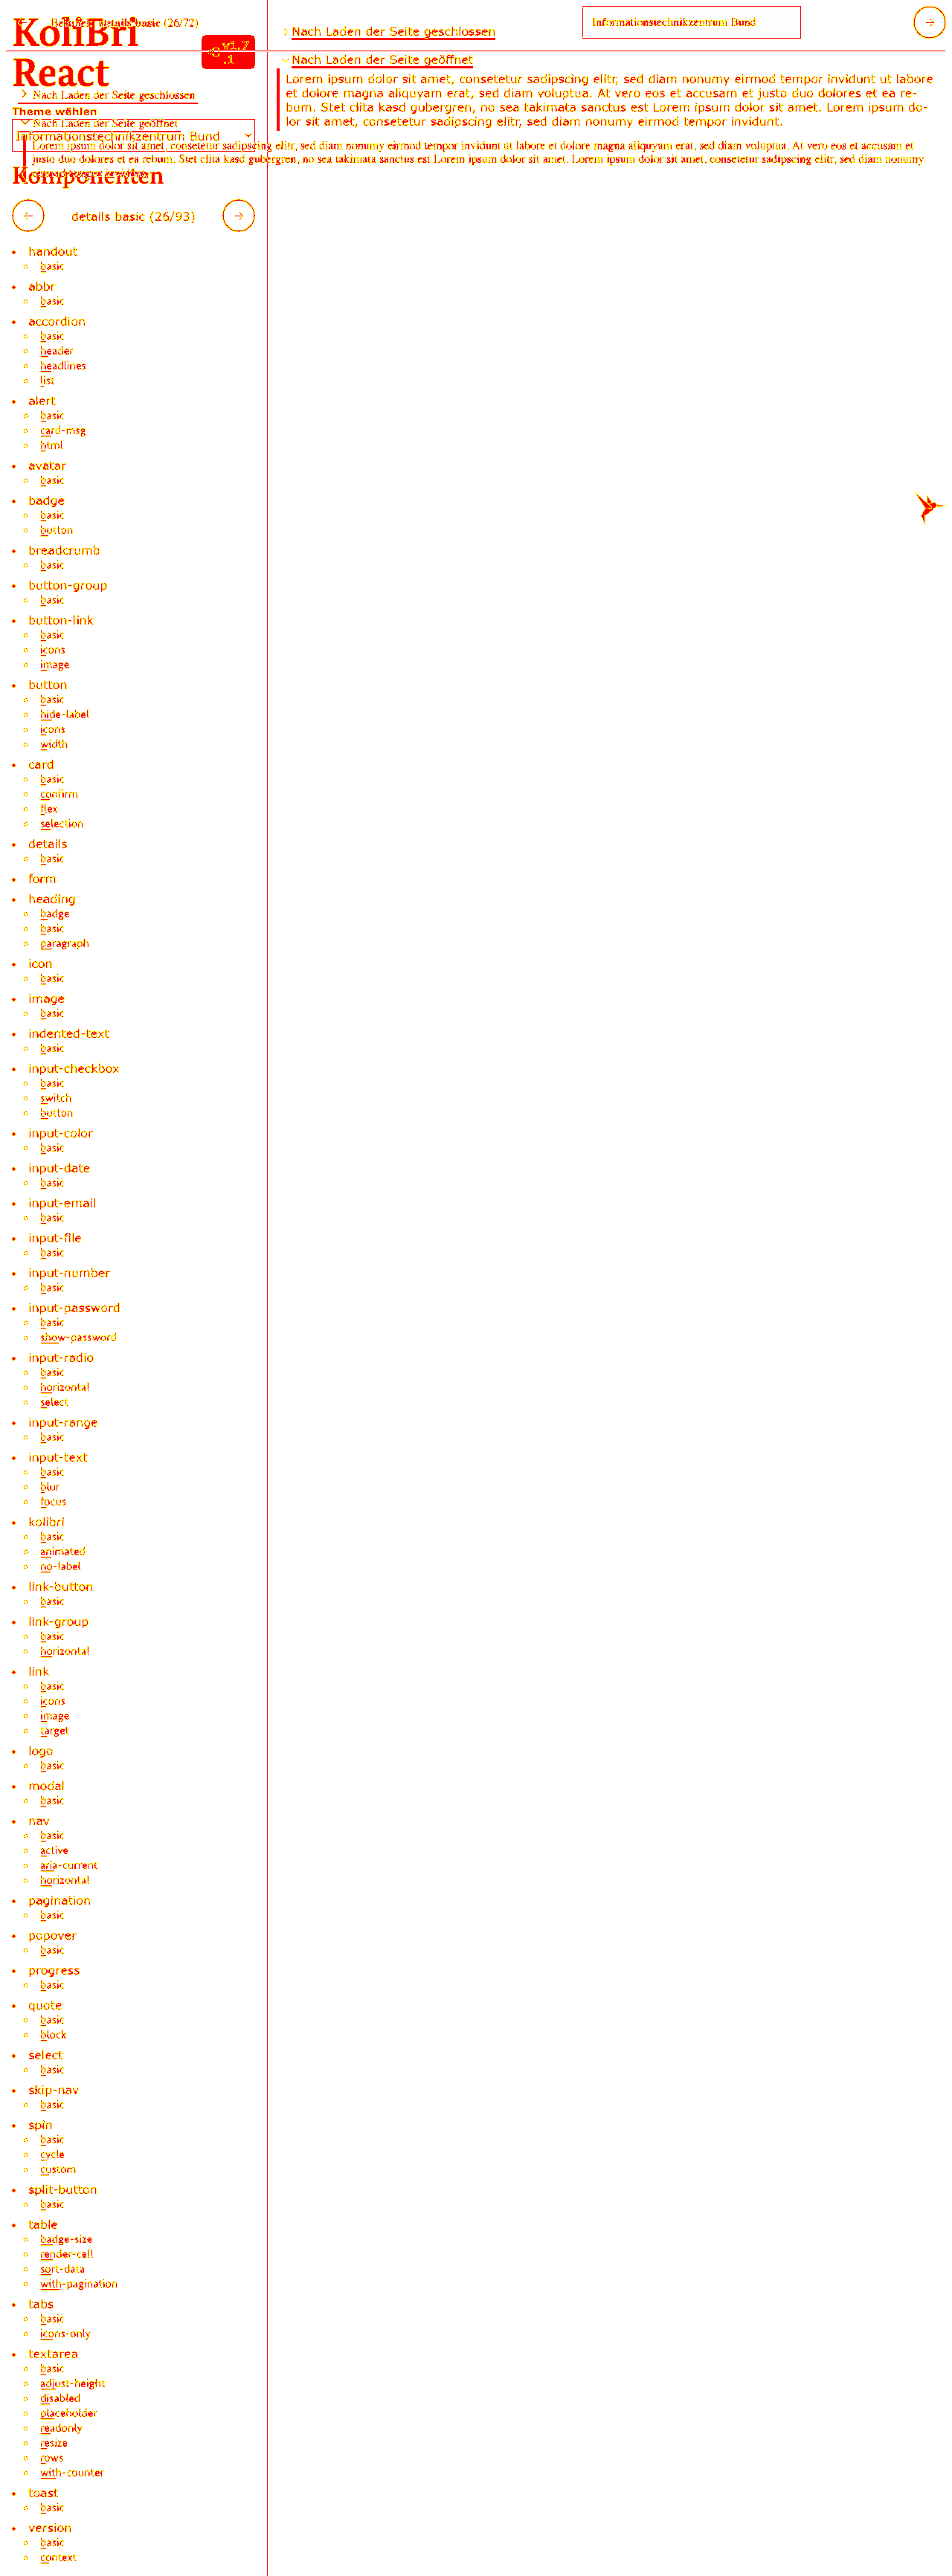 Beispiel: details basic (26/72)
Informationstechnikzentrum Bund
KoliBri
React
v1.7
.1
Nach Laden der Seite geschlossen
Nach Laden der Seite geöffnet
Lorem ipsum dolor sit amet, consetetur sadipscing elitr, sed diam nonumy eirmod tempor invidunt ut labore
et dolore magna aliquyam erat, sed diam voluptua. At vero eos et accusam et justo duo dolores et ea re-
bum. Stet clita kasd gubergren, no sea takimata sanctus est Lorem ipsum dolor sit amet. Lorem ipsum do-
lor sit amet, consetetur sadipscing elitr, sed diam nonumy eirmod tempor invidunt.
Nach Laden der Seite geschlossen
Theme wählen
Nach Laden der Seite geöffnet
Informationstechnikzentrum Bund
Lorem ipsum dolor sit amet, consetetur sadipscing elitr, sed diam nonumy eirmod tempor invidunt ut labore et dolore magna aliquyam erat, sed diam voluptua. At vero eos et accusam et
justo duo dolores et ea rebum. Stet clita kasd gubergren, no sea takimata sanctus est Lorem ipsum dolor sit amet. Lorem ipsum dolor sit amet, consetetur sadipscing elitr, sed diam nonumy
Komponenten
details basic (26/93)
handout
basic
abbr
basic
accordion
basic
header
headlines
list
alert
basic
card-msg
html
avatar
basic
badge
basic
button
breadcrumb
basic
button-group
basic
button-link
basic
icons
image
button
basic
hide-label
icons
width
card
basic
confirm
flex
selection
details
basic
form
heading
badge
basic
paragraph
icon
basic
image
basic
indented-text
basic
input-checkbox
basic
switch
button
input-color
basic
input-date
basic
input-email
basic
input-file
basic
input-number
basic
input-password
basic
show-password
input-radio
basic
horizontal
select
input-range
basic
input-text
basic
blur
focus
kolibri
basic
animated
no-label
link-button
basic
link-group
basic
horizontal
link
basic
icons
image
target
logo
basic
modal
basic
nav
basic
active
aria-current
horizontal
pagination
basic
popover
basic
progress
basic
quote
basic
block
select
basic
skip-nav
basic
spin
basic
cycle
custom
split-button
basic
table
badge-size
render-cell
sort-data
with-pagination
tabs
basic
icons-only
textarea
basic
adjust-height
disabled
placeholder
readonly
resize
rows
with-counter
toast
basic
version
basic
context